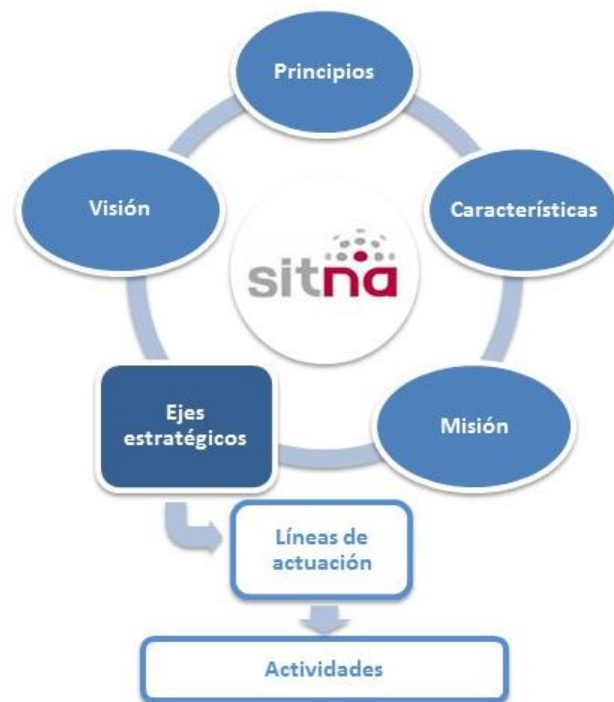 Principios
Visión
Características
sitna
Ejes
estratégicos
Misión
Líneas de
actuación
Actividades